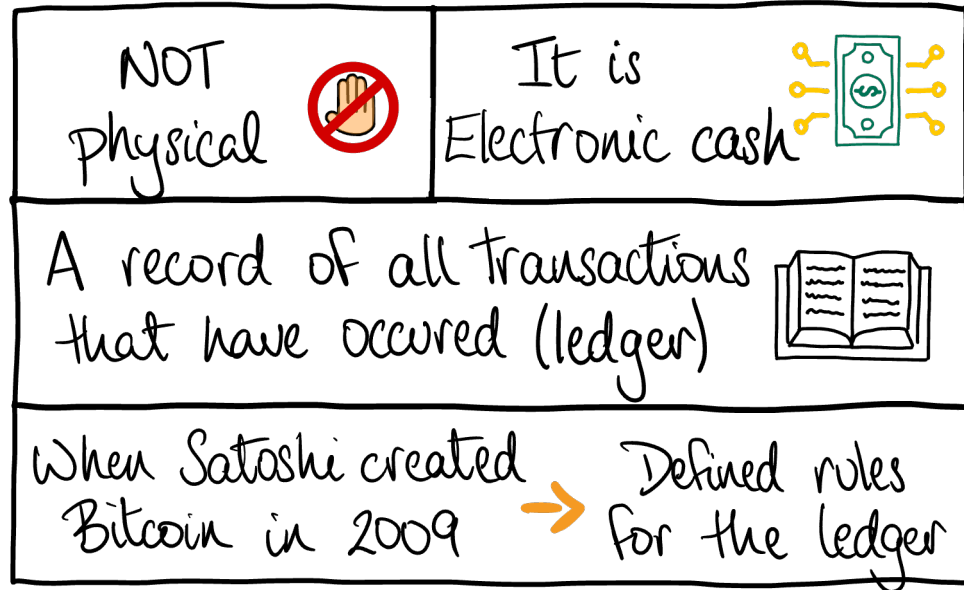 NOT
physical
It is
Electronic cash
A record of all transactions
that have occured (ledger)
When Satoshi created
Bitcoin in 2009
Defined rules
for the ledger